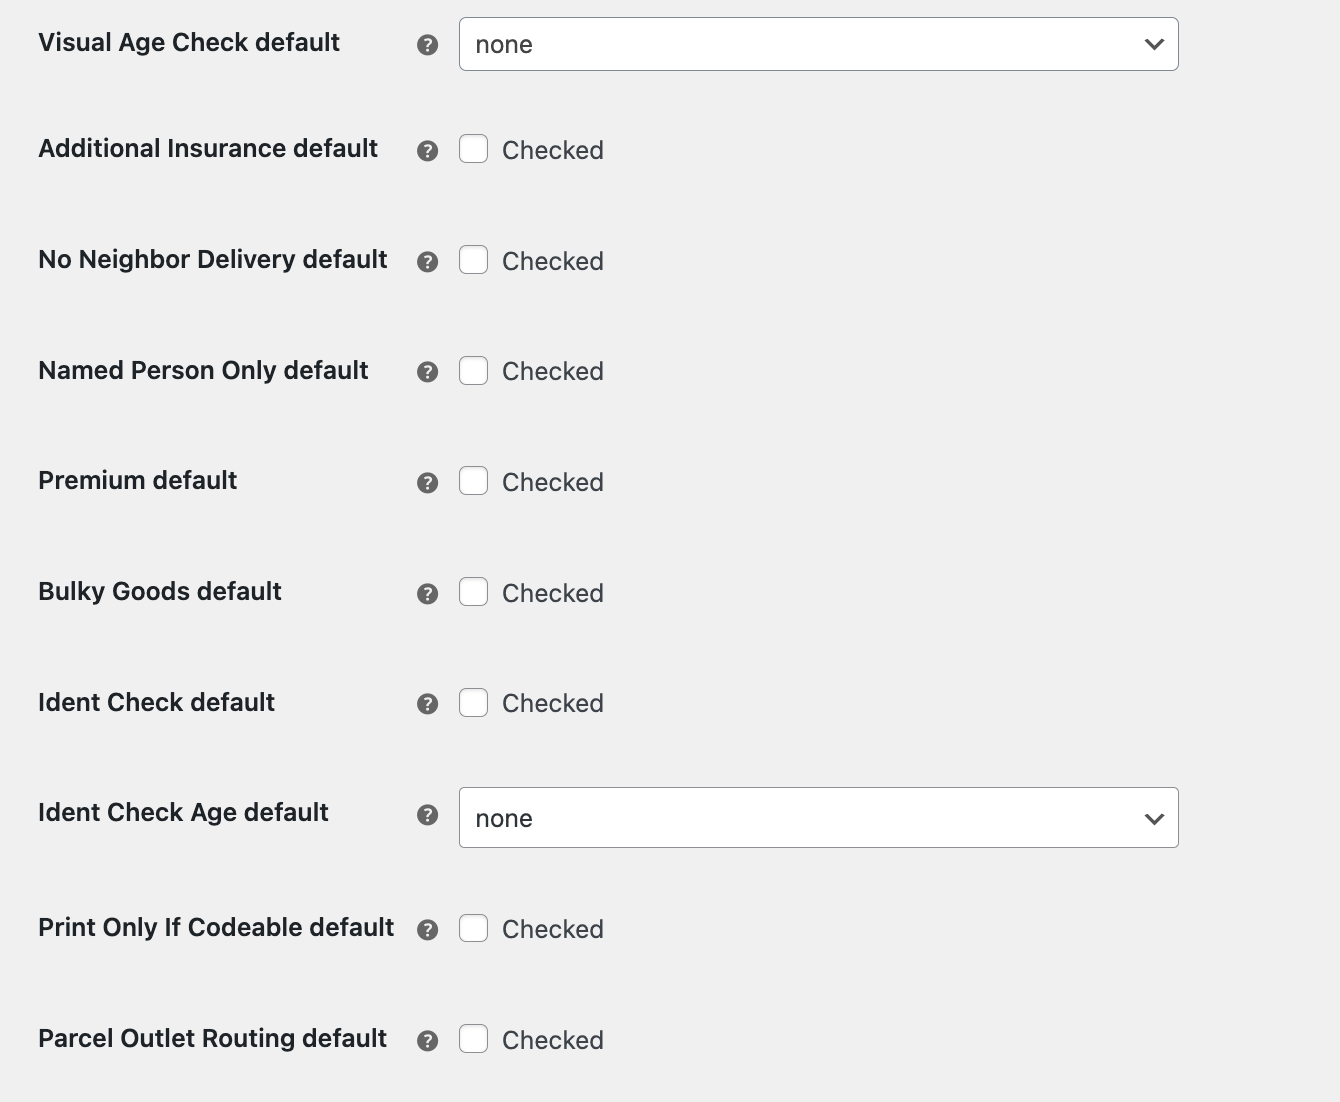 Visual Age Check default ? none
Additional Insurance default ? Checked
No Neighbor Delivery default ? Checked
Named Person Only default ? Checked
Premium default ? Checked
Bulky Goods default ? Checked
Ident Check default ? Checked
Ident Check Age default ? none
Print Only If Codeable default ? Checked
Parcel Outlet Routing default ? Checked